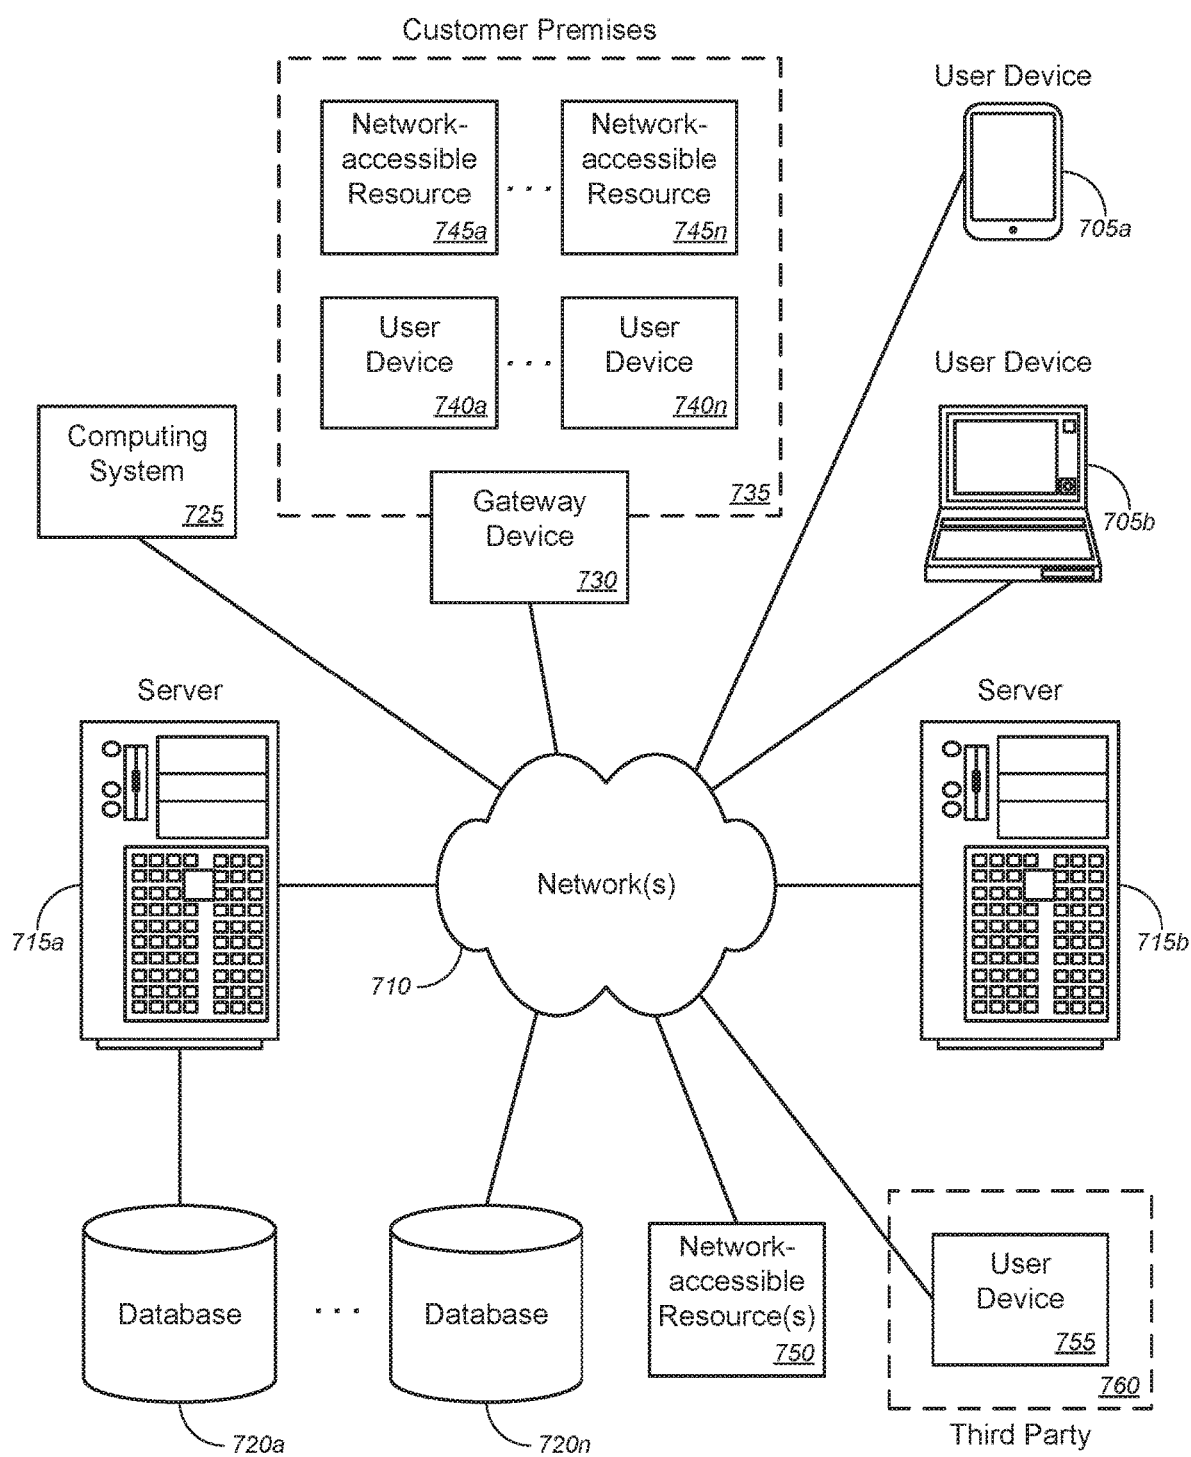 Customer Premises
Network-
accessible
Resource
745a
. . .
Network-
accessible
Resource
745n
User
Device
740a
. . .
User
Device
740n
735
User Device
705a
User Device
705b
Computing
System
725
Gateway
Device
730
Server
715a
Network(s)
710
Server
715b
Database
720a
. . .
Database
720n
Network-
accessible
Resource(s)
750
User
Device
755
760
Third Party